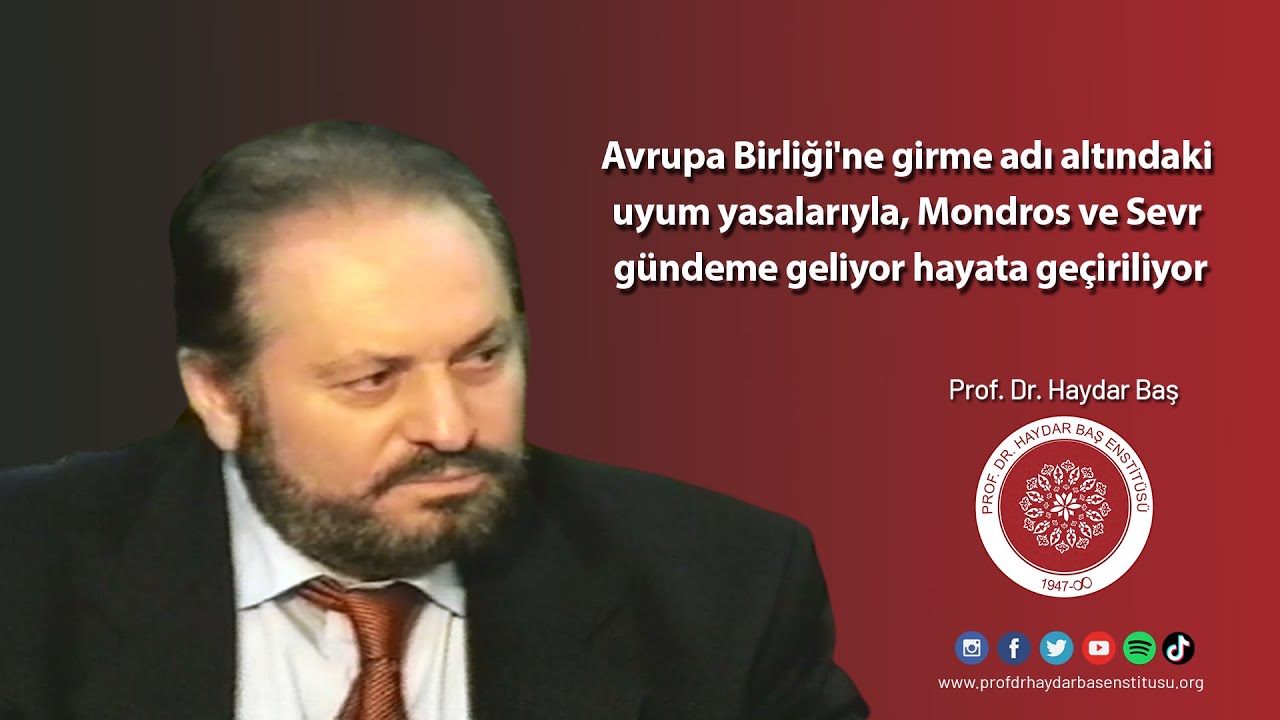 Avrupa Birliği'ne girme adı altındaki
uyum yasalarıyla, Mondros ve Sevr
gündeme geliyor hayata geçiriliyor
Prof. Dr. Haydar Baş
PROF. DR. HAYDAR BAŞ ENSTİTÜSÜ
1947-∞
www.profdrhaydarbasenstitusu.org